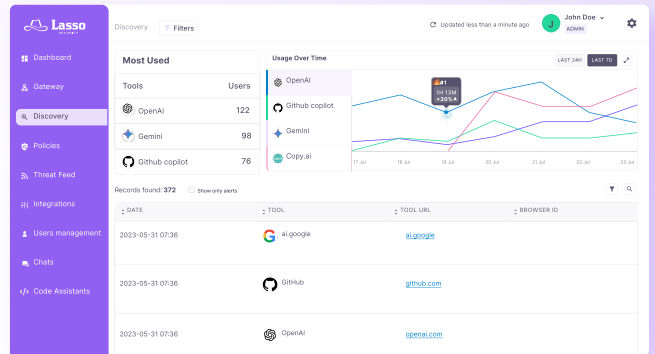 Lasso
SECURITY
Discovery
Filters
Updated less than a minute ago
J
John Doe
ADMIN
Dashboard
Gateway
Discovery
Policies
Threat Feed
Integrations
Users management
Chats
Code Assistants
Most Used
Tools Users
OpenAI 122
Gemini 98
Github copilot 76
Usage Over Time
LAST 24H LAST 7D
OpenAI
Github copilot
Gemini
Copy.ai
#1
1H 13M
+30%
17 Jul 18 Jul 19 Jul 20 Jul 21 Jul 22 Jul 23 Jul
Records found: 372
Show only alerts
DATE TOOL TOOL URL BROWSER ID
2023-05-31 07:36 ai.google ai.google
2023-05-31 07:36 GitHub github.com
2023-05-31 07:36 OpenAI openai.com